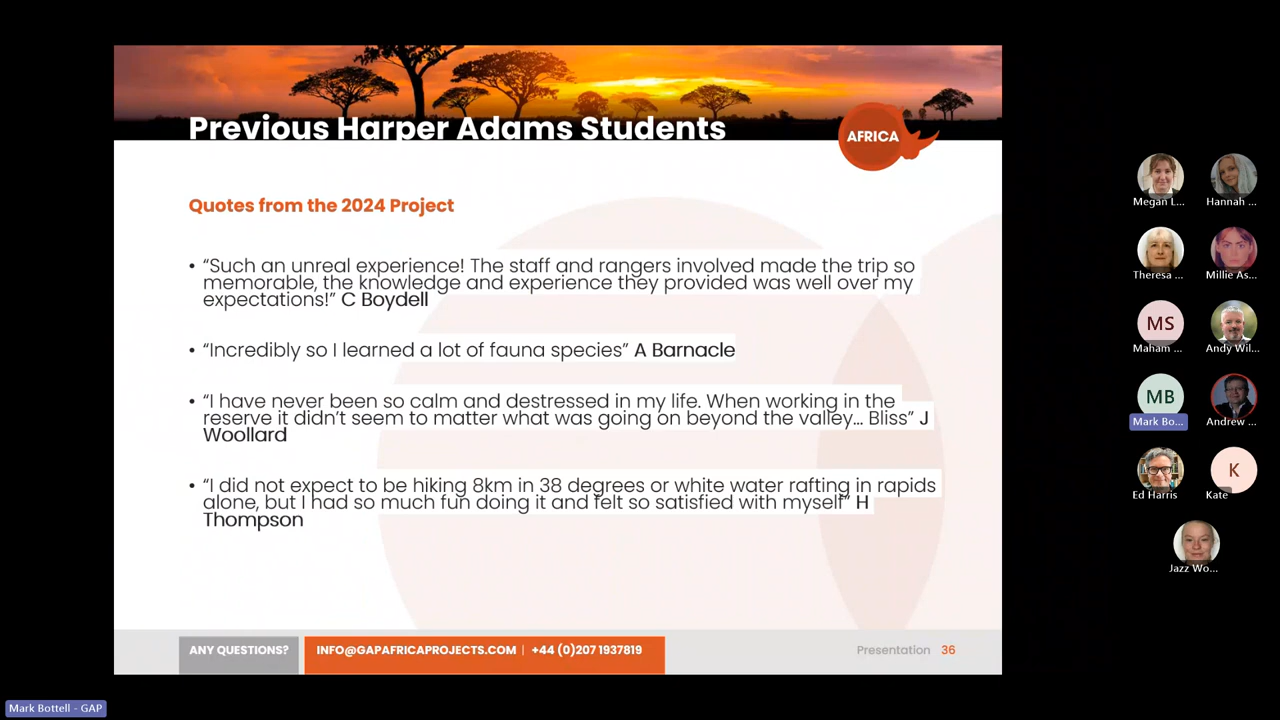 Previous Harper Adams Students
AFRICA
Quotes from the 2024 Project
• “Such an unreal experience! The staff and rangers involved made the trip so
memorable, the knowledge and experience they provided was well over my
expectations!” C Boydell
• “Incredibly so I learned a lot of fauna species” A Barnacle
• “I have never been so calm and destressed in my life. When working in the
reserve it didn’t seem to matter what was going on beyond the valley... Bliss” J
Woollard
• “I did not expect to be hiking 8km in 38 degrees or white water rafting in rapids
alone, but I had so much fun doing it and felt so satisfied with myself” H
Thompson
ANY QUESTIONS?
INFO@GAPAFRICAPROJECTS.COM | +44 (0)207 1937819
Presentation 36
Megan L...
Hannah ...
Theresa ...
Millie As...
MS
Maham ...
Andy Wil...
MB
Mark Bo...
Andrew ...
Ed Harris
K
Kate
Jazz Wo...
Mark Bottell - GAP